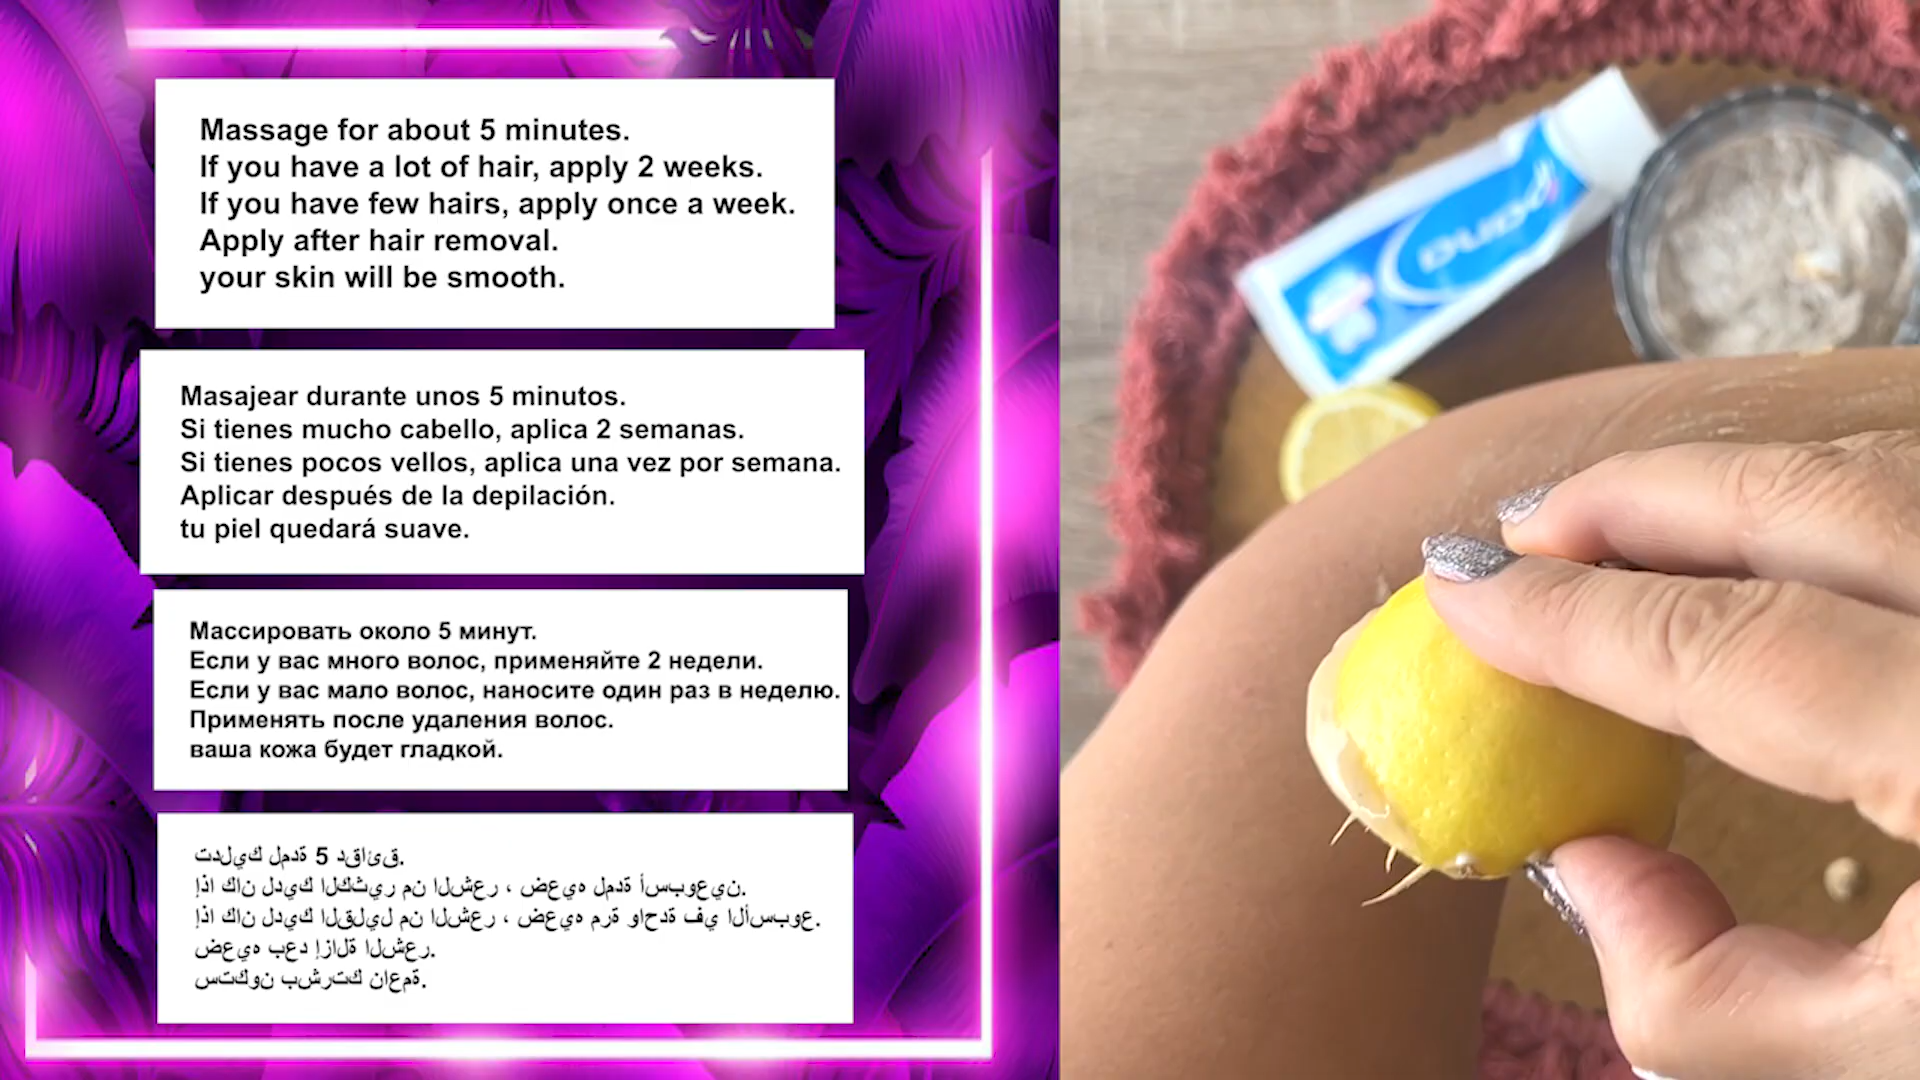 Massage for about 5 minutes.
If you have a lot of hair, apply 2 weeks.
If you have few hairs, apply once a week.
Apply after hair removal.
your skin will be smooth.
Masajear durante unos 5 minutos.
Si tienes mucho cabello, aplica 2 semanas.
Si tienes pocos vellos, aplica una vez por semana.
Aplicar después de la depilación.
tu piel quedará suave.
Массировать около 5 минут.
Если у вас много волос, применяйте 2 недели.
Если у вас мало волос, наносите один раз в неделю.
Применять после удаления волос.
ваша кожа будет гладкой.
تدليك لمدة 5 دقائق.
إذا كان لديك الكثير من الشعر ، ضعيه لمدة أسبوعين.
إذا كان لديك القليل من الشعر ، ضعيه مرة واحدة في الأسبوع.
ضعيه بعد إزالة الشعر.
ستكون بشرتك ناعمة.